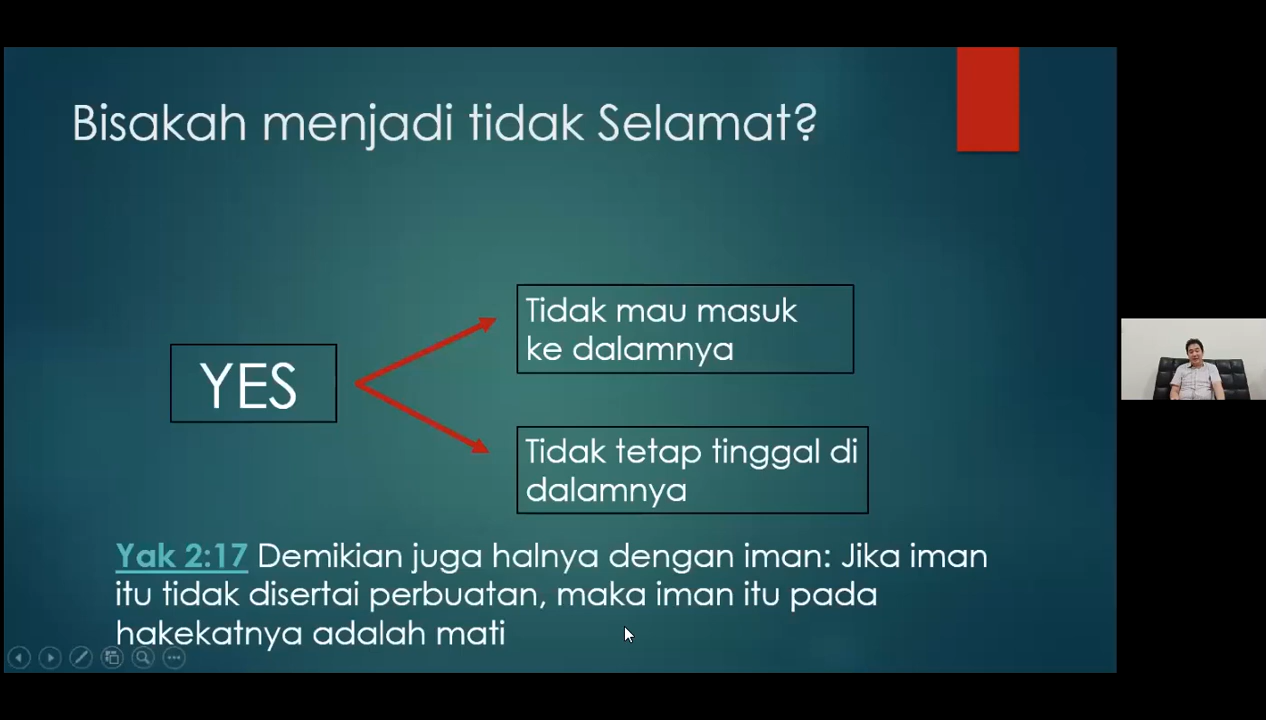 Bisakah menjadi tidak Selamat?
YES
Tidak mau masuk
ke dalamnya
Tidak tetap tinggal di
dalamnya
Yak 2:17 Demikian juga halnya dengan iman: Jika iman
itu tidak disertai perbuatan, maka iman itu pada
hakekatnya adalah mati